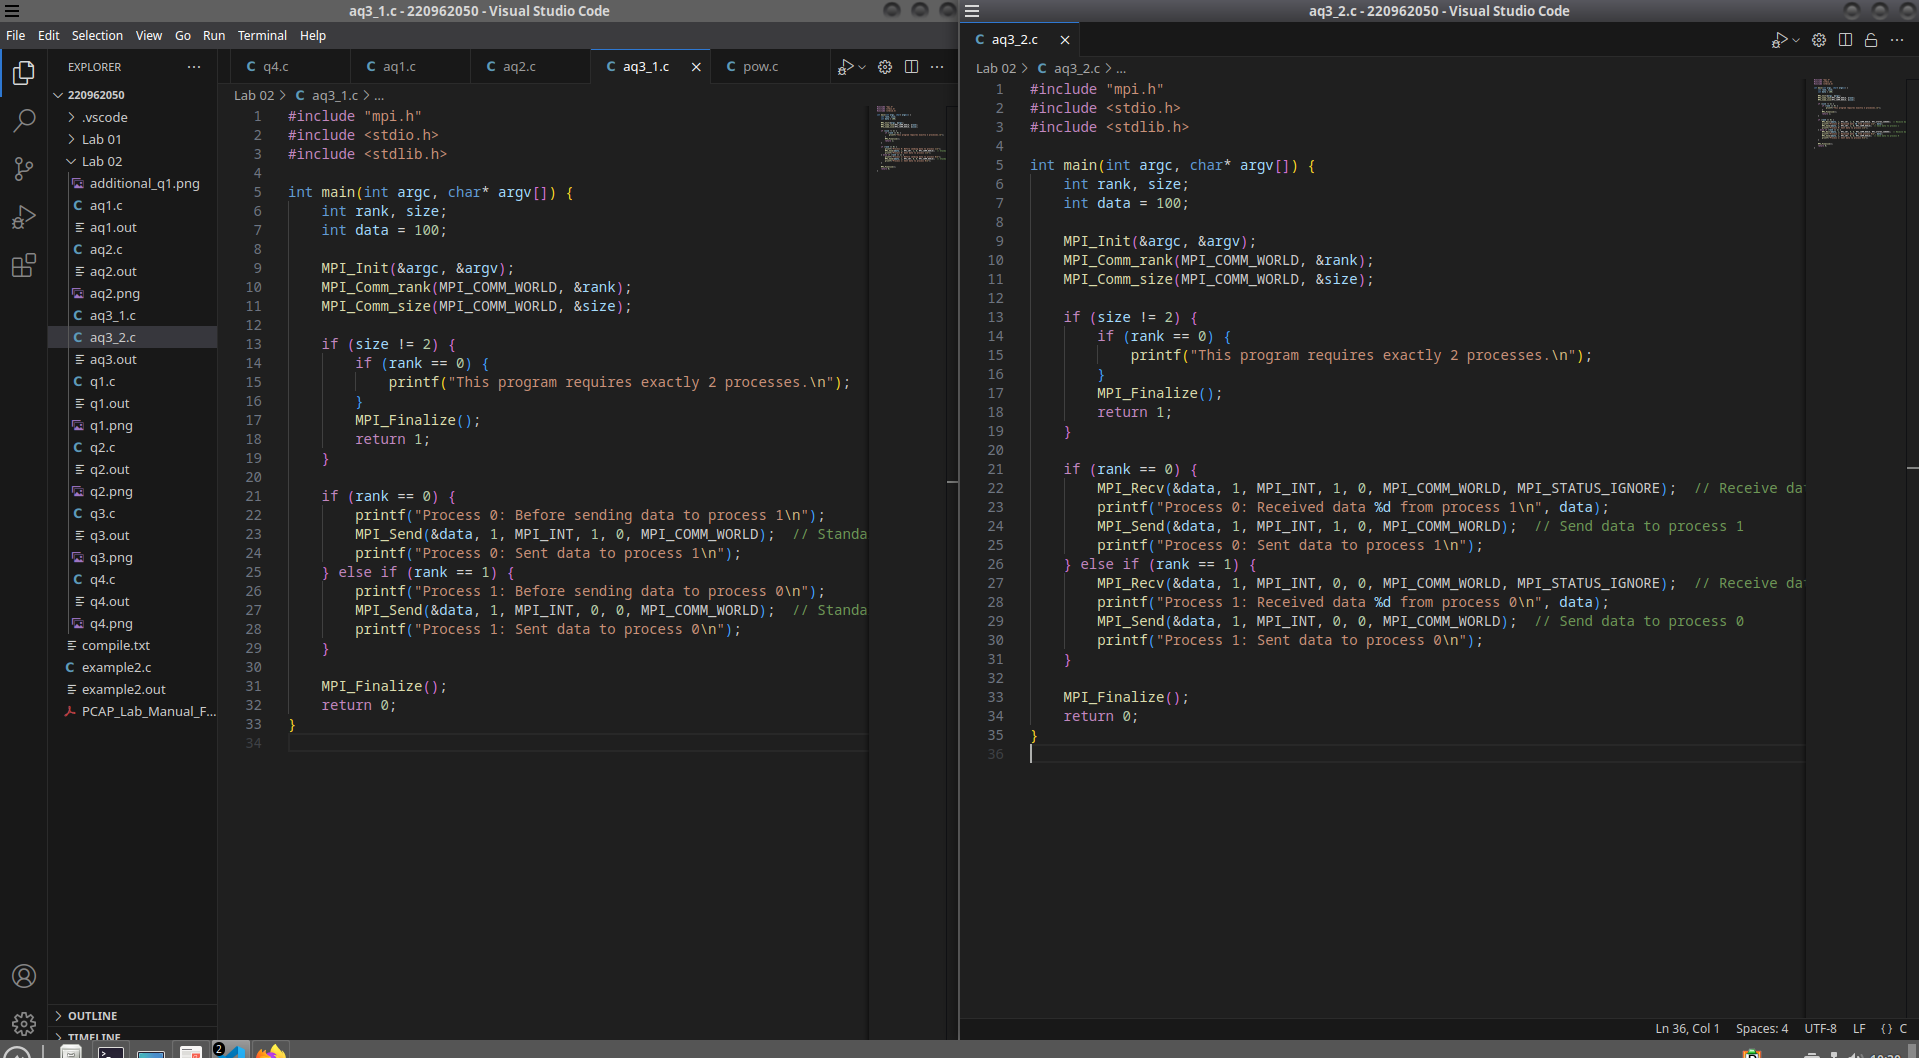 aq3_1.c - 220962050 - Visual Studio Code
File Edit Selection View Go Run Terminal Help
EXPLORER
220962050
.vscode
Lab 01
Lab 02
additional_q1.png
aq1.c
aq1.out
aq2.c
aq2.out
aq2.png
aq3_1.c
aq3_2.c
aq3.out
q1.c
q1.out
q1.png
q2.c
q2.out
q2.png
q3.c
q3.out
q3.png
q4.c
q4.out
q4.png
compile.txt
example2.c
example2.out
PCAP_Lab_Manual_F...
OUTLINE
TIMELINE
C q4.c C aq1.c C aq2.c C aq3_1.c C pow.c
Lab 02 > C aq3_1.c > ...
1 #include "mpi.h"
2 #include <stdio.h>
3 #include <stdlib.h>
4
5 int main(int argc, char* argv[]) {
6     int rank, size;
7     int data = 100;
8
9     MPI_Init(&argc, &argv);
10     MPI_Comm_rank(MPI_COMM_WORLD, &rank);
11     MPI_Comm_size(MPI_COMM_WORLD, &size);
12
13     if (size != 2) {
14         if (rank == 0) {
15             printf("This program requires exactly 2 processes.\n");
16         }
17         MPI_Finalize();
18         return 1;
19     }
20
21     if (rank == 0) {
22         printf("Process 0: Before sending data to process 1\n");
23         MPI_Send(&data, 1, MPI_INT, 1, 0, MPI_COMM_WORLD);  // Standa
24         printf("Process 0: Sent data to process 1\n");
25     } else if (rank == 1) {
26         printf("Process 1: Before sending data to process 0\n");
27         MPI_Send(&data, 1, MPI_INT, 0, 0, MPI_COMM_WORLD);  // Standa
28         printf("Process 1: Sent data to process 0\n");
29     }
30
31     MPI_Finalize();
32     return 0;
33 }
34
aq3_2.c - 220962050 - Visual Studio Code
C aq3_2.c
Lab 02 > C aq3_2.c > ...
1 #include "mpi.h"
2 #include <stdio.h>
3 #include <stdlib.h>
4
5 int main(int argc, char* argv[]) {
6     int rank, size;
7     int data = 100;
8
9     MPI_Init(&argc, &argv);
10     MPI_Comm_rank(MPI_COMM_WORLD, &rank);
11     MPI_Comm_size(MPI_COMM_WORLD, &size);
12
13     if (size != 2) {
14         if (rank == 0) {
15             printf("This program requires exactly 2 processes.\n");
16         }
17         MPI_Finalize();
18         return 1;
19     }
20
21     if (rank == 0) {
22         MPI_Recv(&data, 1, MPI_INT, 1, 0, MPI_COMM_WORLD, MPI_STATUS_IGNORE);  // Receive da
23         printf("Process 0: Received data %d from process 1\n", data);
24         MPI_Send(&data, 1, MPI_INT, 1, 0, MPI_COMM_WORLD);  // Send data to process 1
25         printf("Process 0: Sent data to process 1\n");
26     } else if (rank == 1) {
27         MPI_Recv(&data, 1, MPI_INT, 0, 0, MPI_COMM_WORLD, MPI_STATUS_IGNORE);  // Receive da
28         printf("Process 1: Received data %d from process 0\n", data);
29         MPI_Send(&data, 1, MPI_INT, 0, 0, MPI_COMM_WORLD);  // Send data to process 0
30         printf("Process 1: Sent data to process 0\n");
31     }
32
33     MPI_Finalize();
34     return 0;
35 }
36
Ln 36, Col 1 Spaces: 4 UTF-8 LF {} C
2